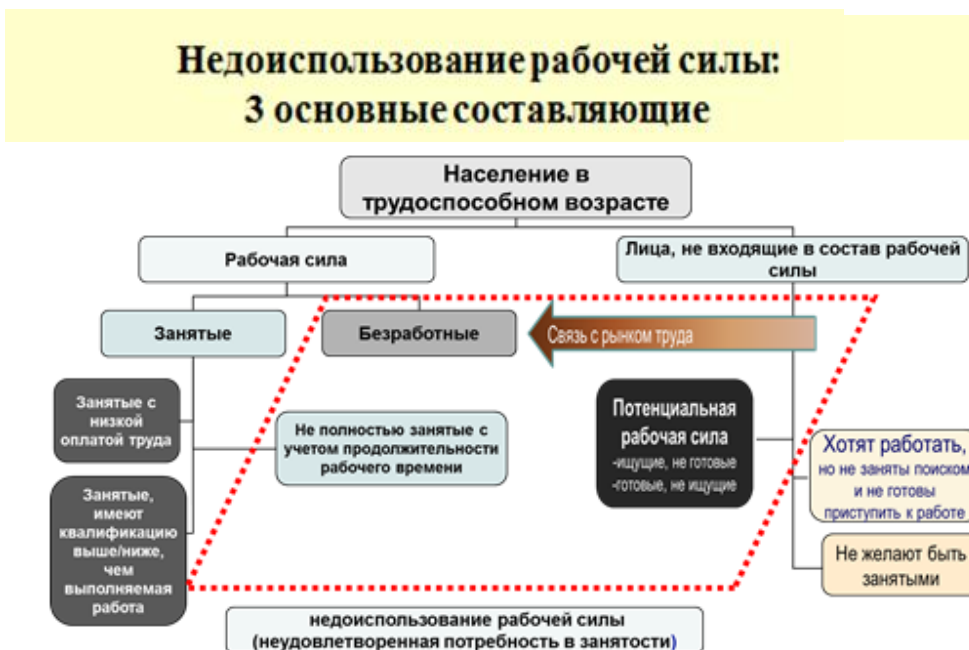 Недоиспользование рабочей силы:
3 основные составляющие
Население в
трудоспособном возрасте
Рабочая сила
Лица, не входящие в состав рабочей
силы
Занятые
Безработные
Связь с рынком труда
Занятые с
низкой
оплатой труда
Не полностью занятые с
учетом продолжительности
рабочего времени
Потенциальная
рабочая сила
-ищущие, не готовые
-готовые, не ищущие
Хотят работать,
но не заняты поиском
и не готовы
приступить к работе
Занятые,
имеют
квалификацию
выше/ниже,
чем
выполняемая
работа
Не желают быть
занятыми
недоиспользование рабочей силы
(неудовлетворенная потребность в занятости)